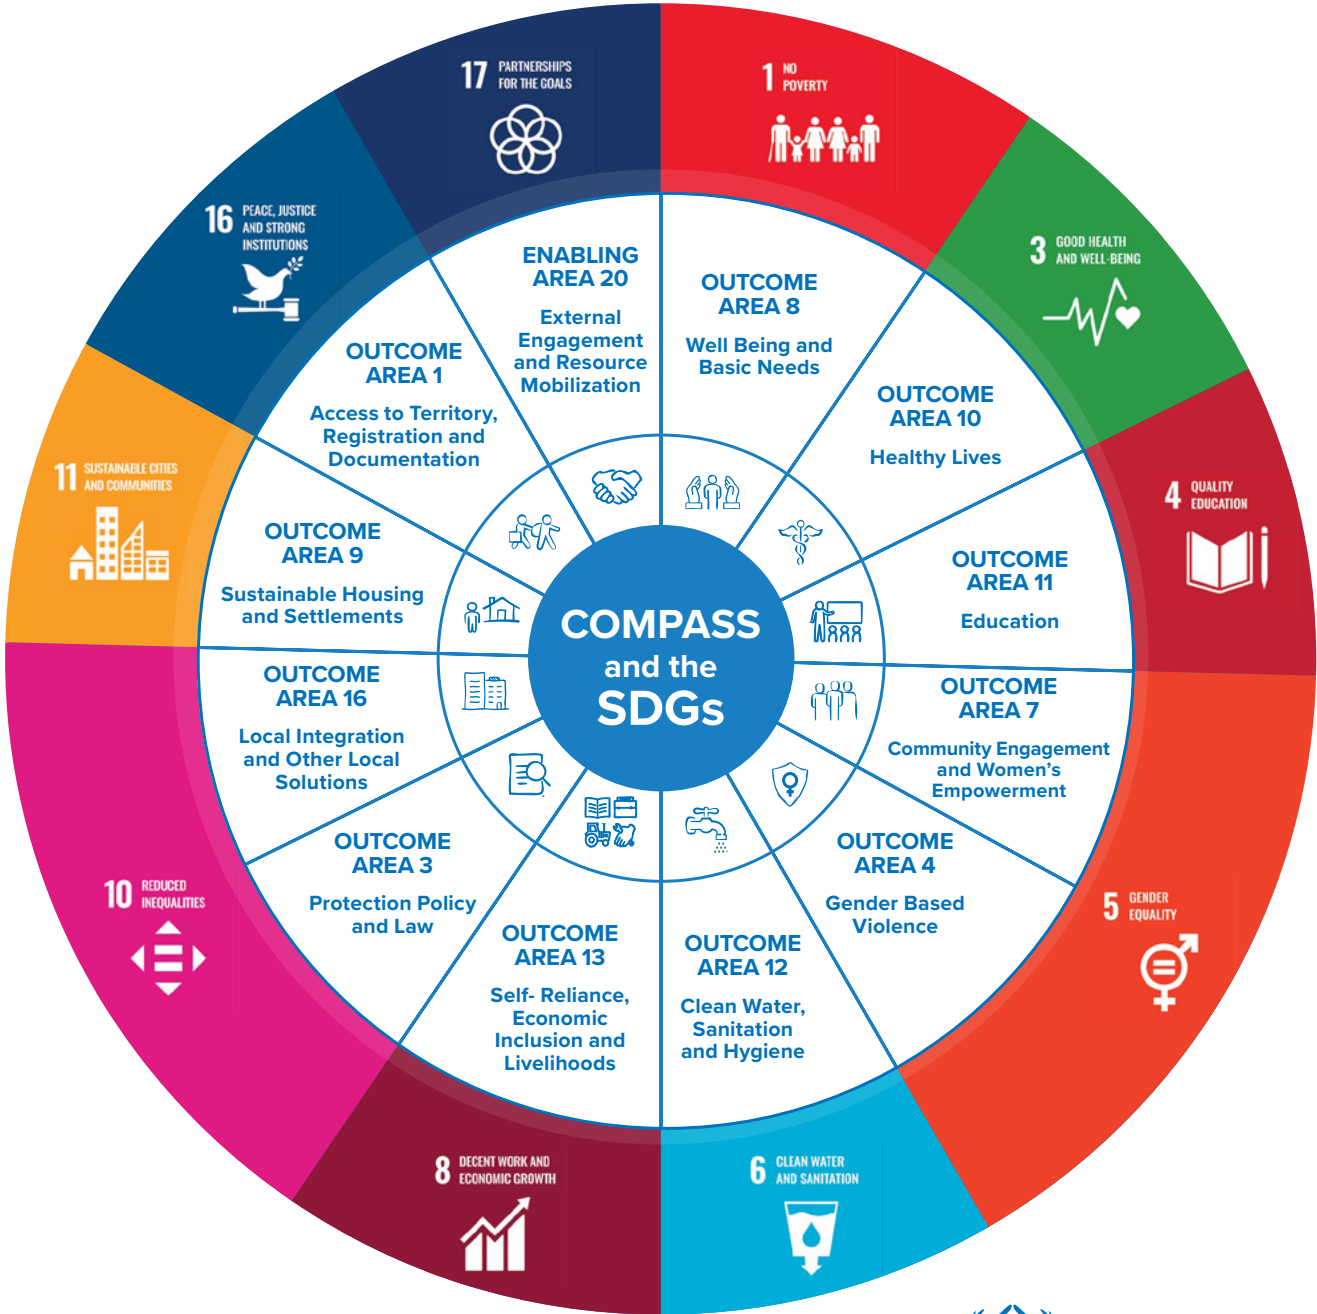 17 PARTNERSHIPS
FOR THE GOALS
1 NO
POVERTY
3 GOOD HEALTH
AND WELL-BEING
4 QUALITY
EDUCATION
5 GENDER
EQUALITY
6 CLEAN WATER
AND SANITATION
8 DECENT WORK AND
ECONOMIC GROWTH
10 REDUCED
INEQUALITIES
11 SUSTAINABLE CITIES
AND COMMUNITIES
16 PEACE, JUSTICE
AND STRONG
INSTITUTIONS
ENABLING
AREA 20
External
Engagement
and Resource
Mobilization
OUTCOME
AREA 8
Well Being and
Basic Needs
OUTCOME
AREA 10
Healthy Lives
OUTCOME
AREA 11
Education
OUTCOME
AREA 7
Community Engagement
and Women's
Empowerment
OUTCOME
AREA 4
Gender Based
Violence
OUTCOME
AREA 12
Clean Water,
Sanitation
and Hygiene
OUTCOME
AREA 13
Self- Reliance,
Economic
Inclusion and
Livelihoods
OUTCOME
AREA 3
Protection Policy
and Law
OUTCOME
AREA 16
Local Integration
and Other Local
Solutions
OUTCOME
AREA 9
Sustainable Housing
and Settlements
OUTCOME
AREA 1
Access to Territory,
Registration and
Documentation
COMPASS
and the
SDGs